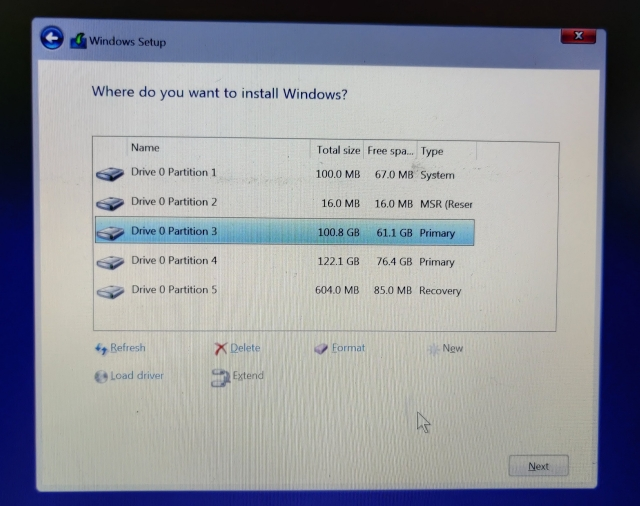 Windows Setup
Where do you want to install Windows?
Name Total size Free spa... Type
Drive 0 Partition 1 100.0 MB 67.0 MB System
Drive 0 Partition 2 16.0 MB 16.0 MB MSR (Reser
Drive 0 Partition 3 100.8 GB 61.1 GB Primary
Drive 0 Partition 4 122.1 GB 76.4 GB Primary
Drive 0 Partition 5 604.0 MB 85.0 MB Recovery
Refresh Delete Format New
Load driver Extend
Next